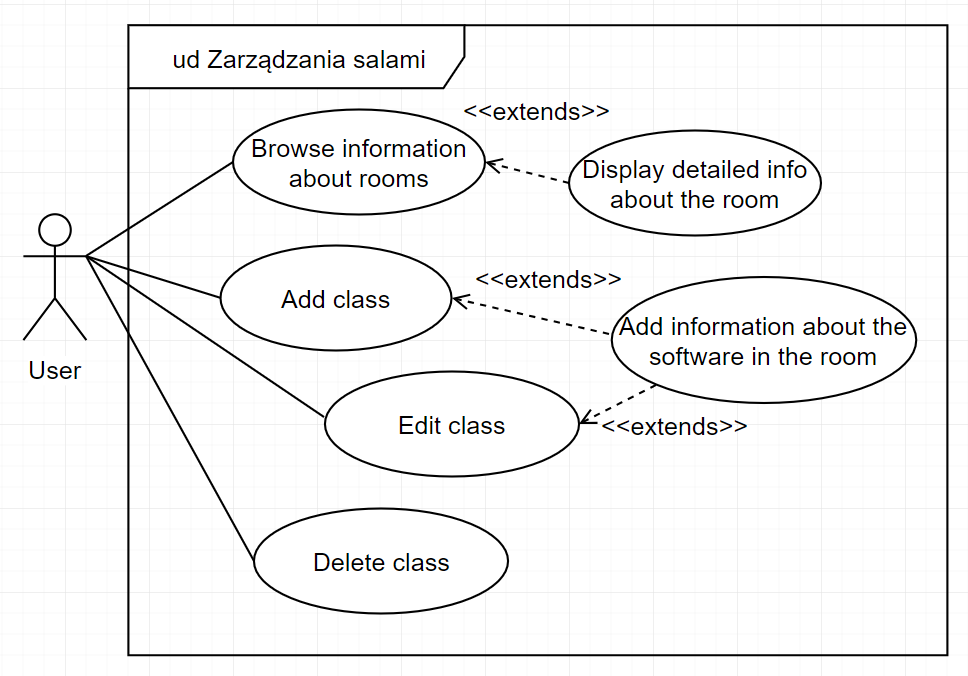 ud Zarządzania salami
<<extends>>
Browse information
about rooms
Display detailed info
about the room
<<extends>>
Add class
Add information about the
software in the room
User
Edit class
<<extends>>
Delete class